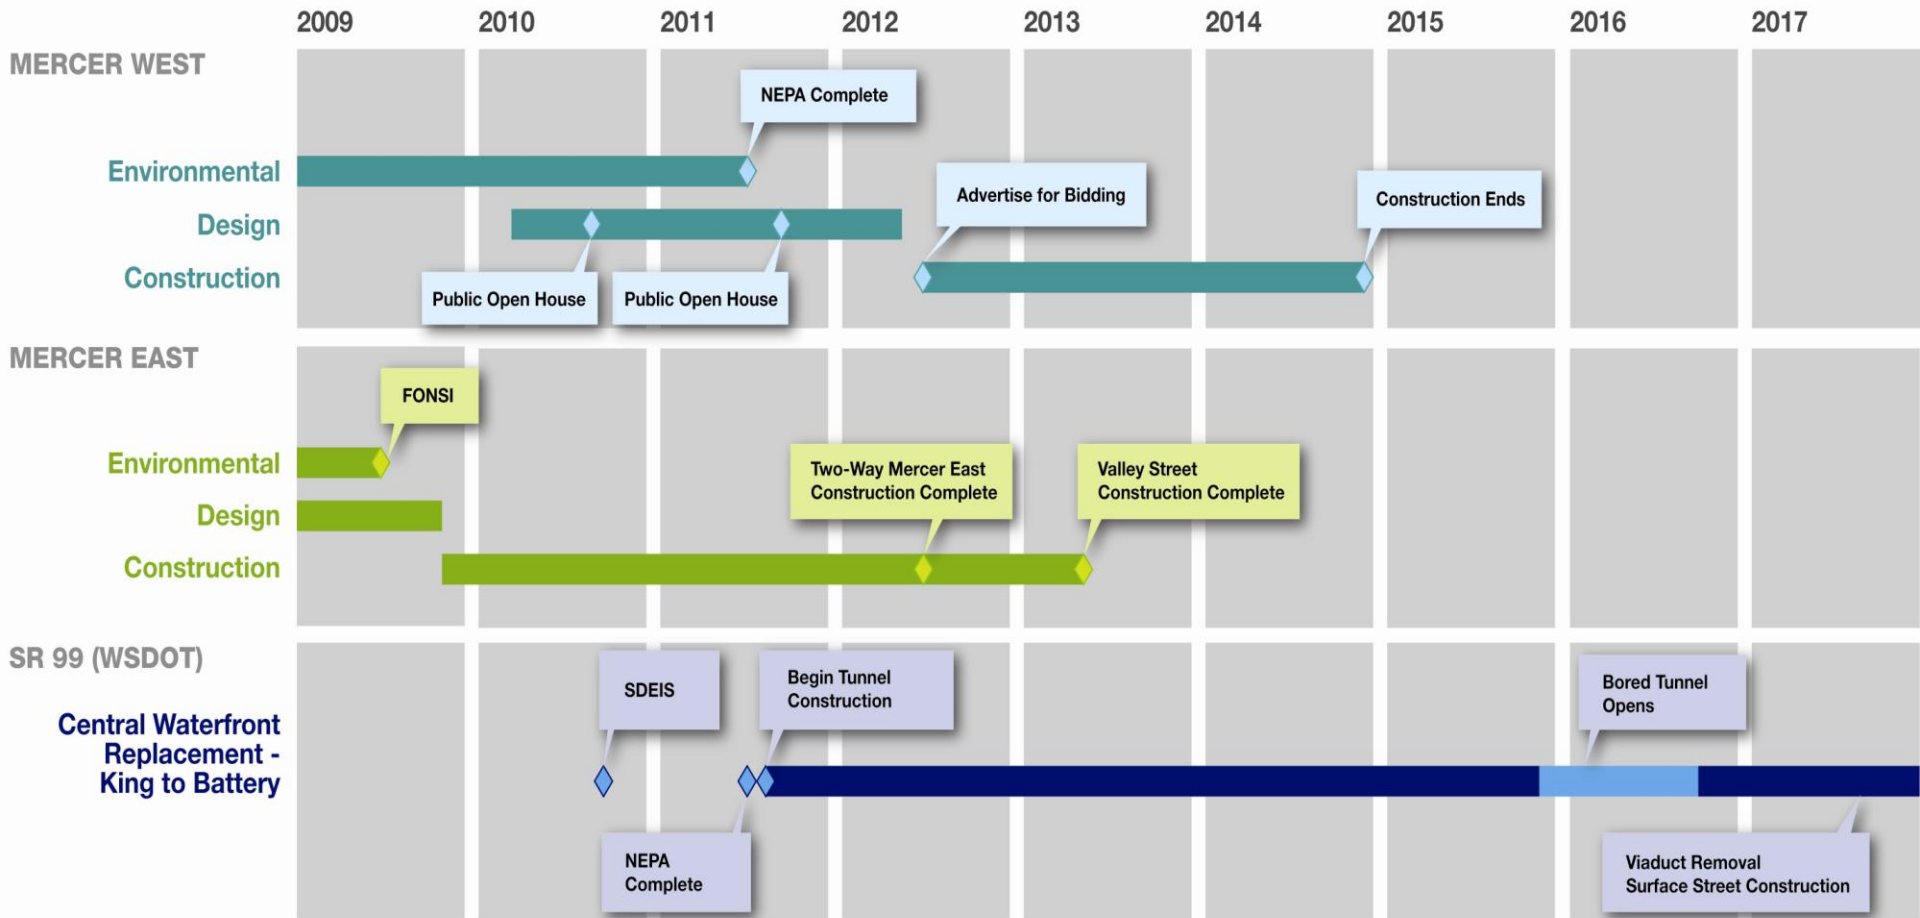 2009 2010 2011 2012 2013 2014 2015 2016 2017
MERCER WEST
NEPA Complete
Environmental
Advertise for Bidding
Construction Ends
Design
Construction
Public Open House
Public Open House
MERCER EAST
FONSI
Environmental
Two-Way Mercer East
Construction Complete
Valley Street
Construction Complete
Design
Construction
SR 99 (WSDOT)
SDEIS
Begin Tunnel
Construction
Bored Tunnel
Opens
Central Waterfront
Replacement -
King to Battery
NEPA
Complete
Viaduct Removal
Surface Street Construction